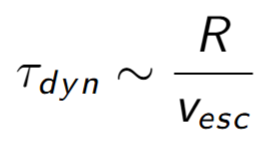 τ_dyn ~ R / v_esc